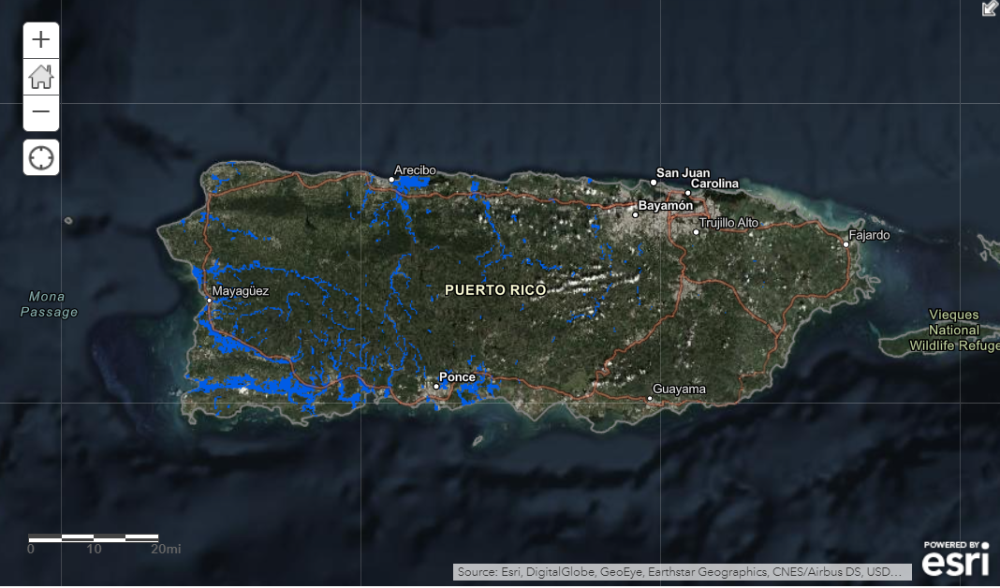 +
−
Arecibo
San Juan
Carolina
Bayamón
Trujillo Alto
Fajardo
PUERTO RICO
Mayagüez
Mona
Passage
Vieques
National
Wildlife Refuge
Ponce
Guayama
0 10 20mi
POWERED BY
esri
Source: Esri, DigitalGlobe, GeoEye, Earthstar Geographics, CNES/Airbus DS, USD...